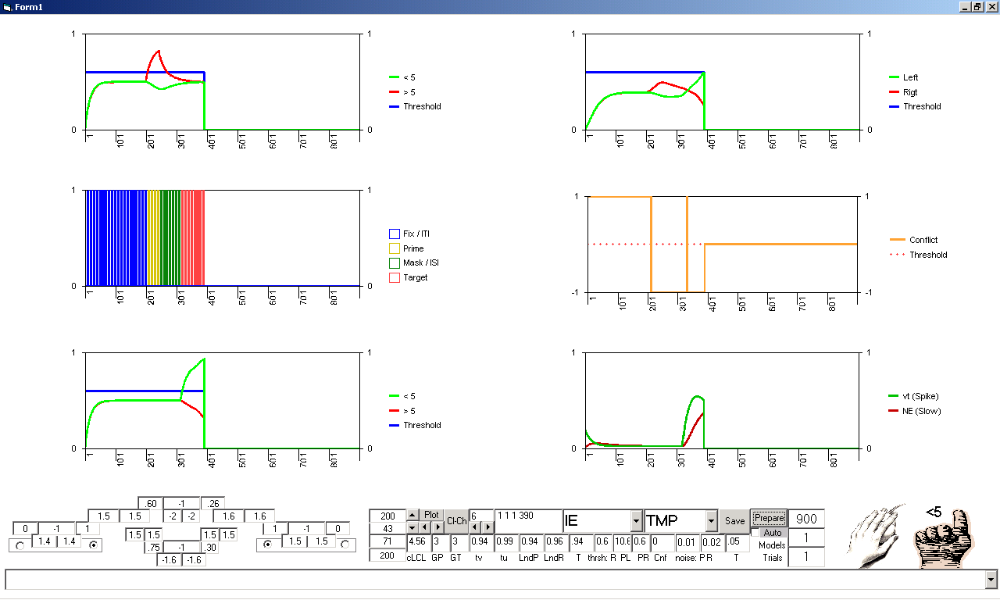 Form1
1 1
0 0
1 101 201 301 401 501 601 701 801
< 5
> 5
Threshold
1 1
0 0
1 101 201 301 401 501 601 701 801
Left
Rigt
Threshold
1 1
0 0
1 101 201 301 401 501 601 701 801
Fix / ITI
Prime
Mask / ISI
Target
1 1
-1 -1
1 101 201 301 401 501 601 701 801
Conflict
Threshold
1 1
0 0
1 101 201 301 401 501 601 701 801
< 5
> 5
Threshold
1 1
0 0
1 101 201 301 401 501 601 701 801
vt (Spike)
NE (Slow)
.60 -1 .26
1.5 1.5 -2 -2 1.6 1.6
0 -1 1 1.5 1.5 1.5 1.5 1 -1 0
1.4 1.4 .75 -1 .30 1.5 1.5
-1.6 -1.6
200 Plot Cl-Ch 6 1 1 1 390 IE TMP Save Prepare 900
43 Auto 1
71 4.56 3 3 0.94 0.99 0.94 0.96 .94 0.6 10.6 0.6 0 0.01 0.02 .05 Models
200 cLCL GP GT tv tu LndP LndR T thrsh: R PL PR Cnf noise: P R T Trials 1
<5